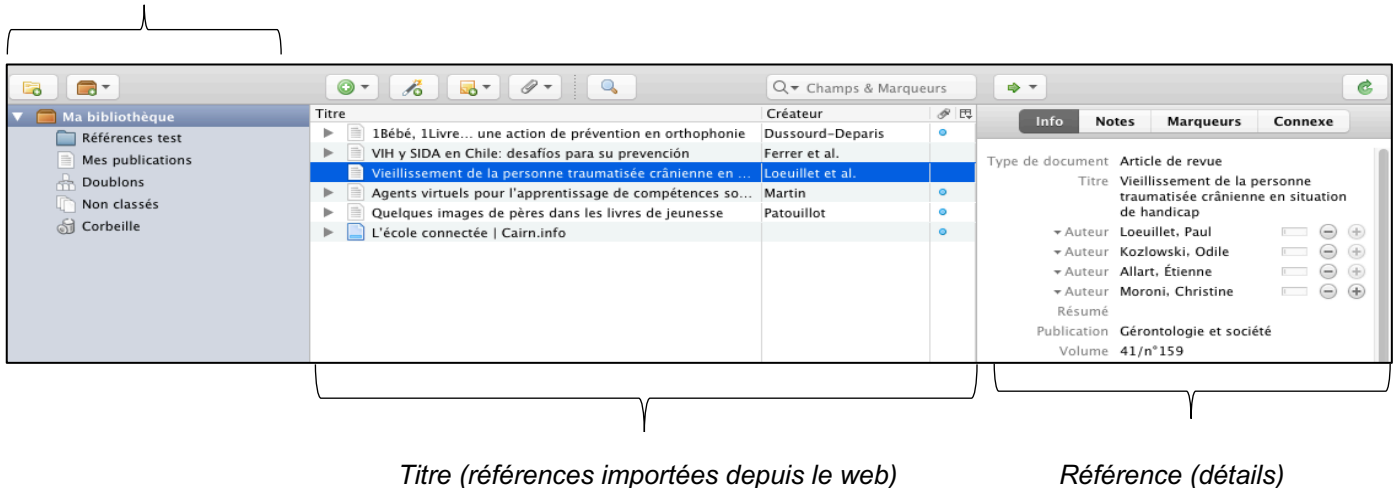 Champs & Marqueurs
Ma bibliothèque
Références test
Mes publications
Doublons
Non classés
Corbeille
Titre Créateur
1Bébé, 1Livre... une action de prévention en orthophonie Dussourd-Deparis
VIH y SIDA en Chile: desafíos para su prevención Ferrer et al.
Vieillissement de la personne traumatisée crânienne en ... Loeuillet et al.
Agents virtuels pour l'apprentissage de compétences so... Martin
Quelques images de pères dans les livres de jeunesse Patouillot
L'école connectée | Cairn.info
Info Notes Marqueurs Connexe
Type de document Article de revue
Titre Vieillissement de la personne
traumatisée crânienne en situation
de handicap
Auteur Loeuillet, Paul
Auteur Kozlowski, Odile
Auteur Allart, Étienne
Auteur Moroni, Christine
Résumé
Publication Gérontologie et société
Volume 41/n°159
Titre (références importées depuis le web)
Référence (détails)